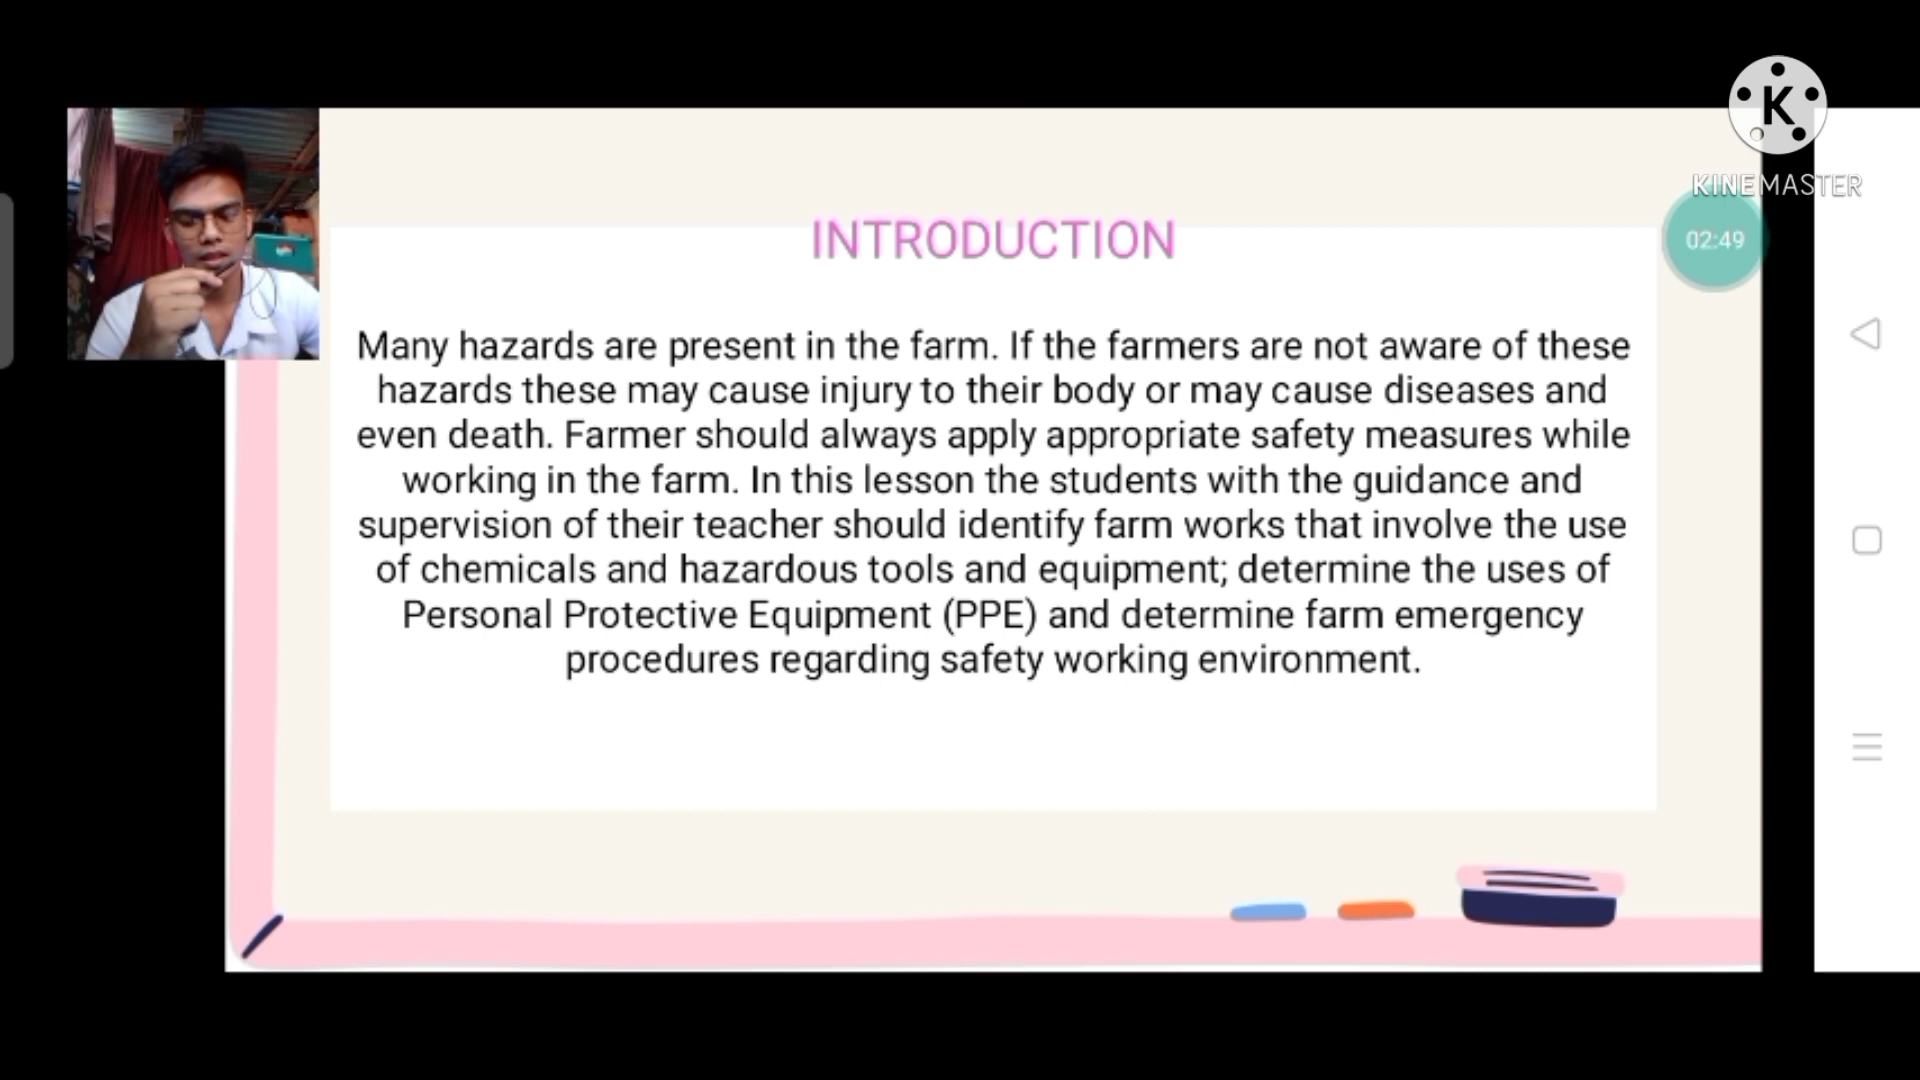 K
KINEMASTER
02:49
INTRODUCTION
Many hazards are present in the farm. If the farmers are not aware of these
hazards these may cause injury to their body or may cause diseases and
even death. Farmer should always apply appropriate safety measures while
working in the farm. In this lesson the students with the guidance and
supervision of their teacher should identify farm works that involve the use
of chemicals and hazardous tools and equipment; determine the uses of
Personal Protective Equipment (PPE) and determine farm emergency
procedures regarding safety working environment.